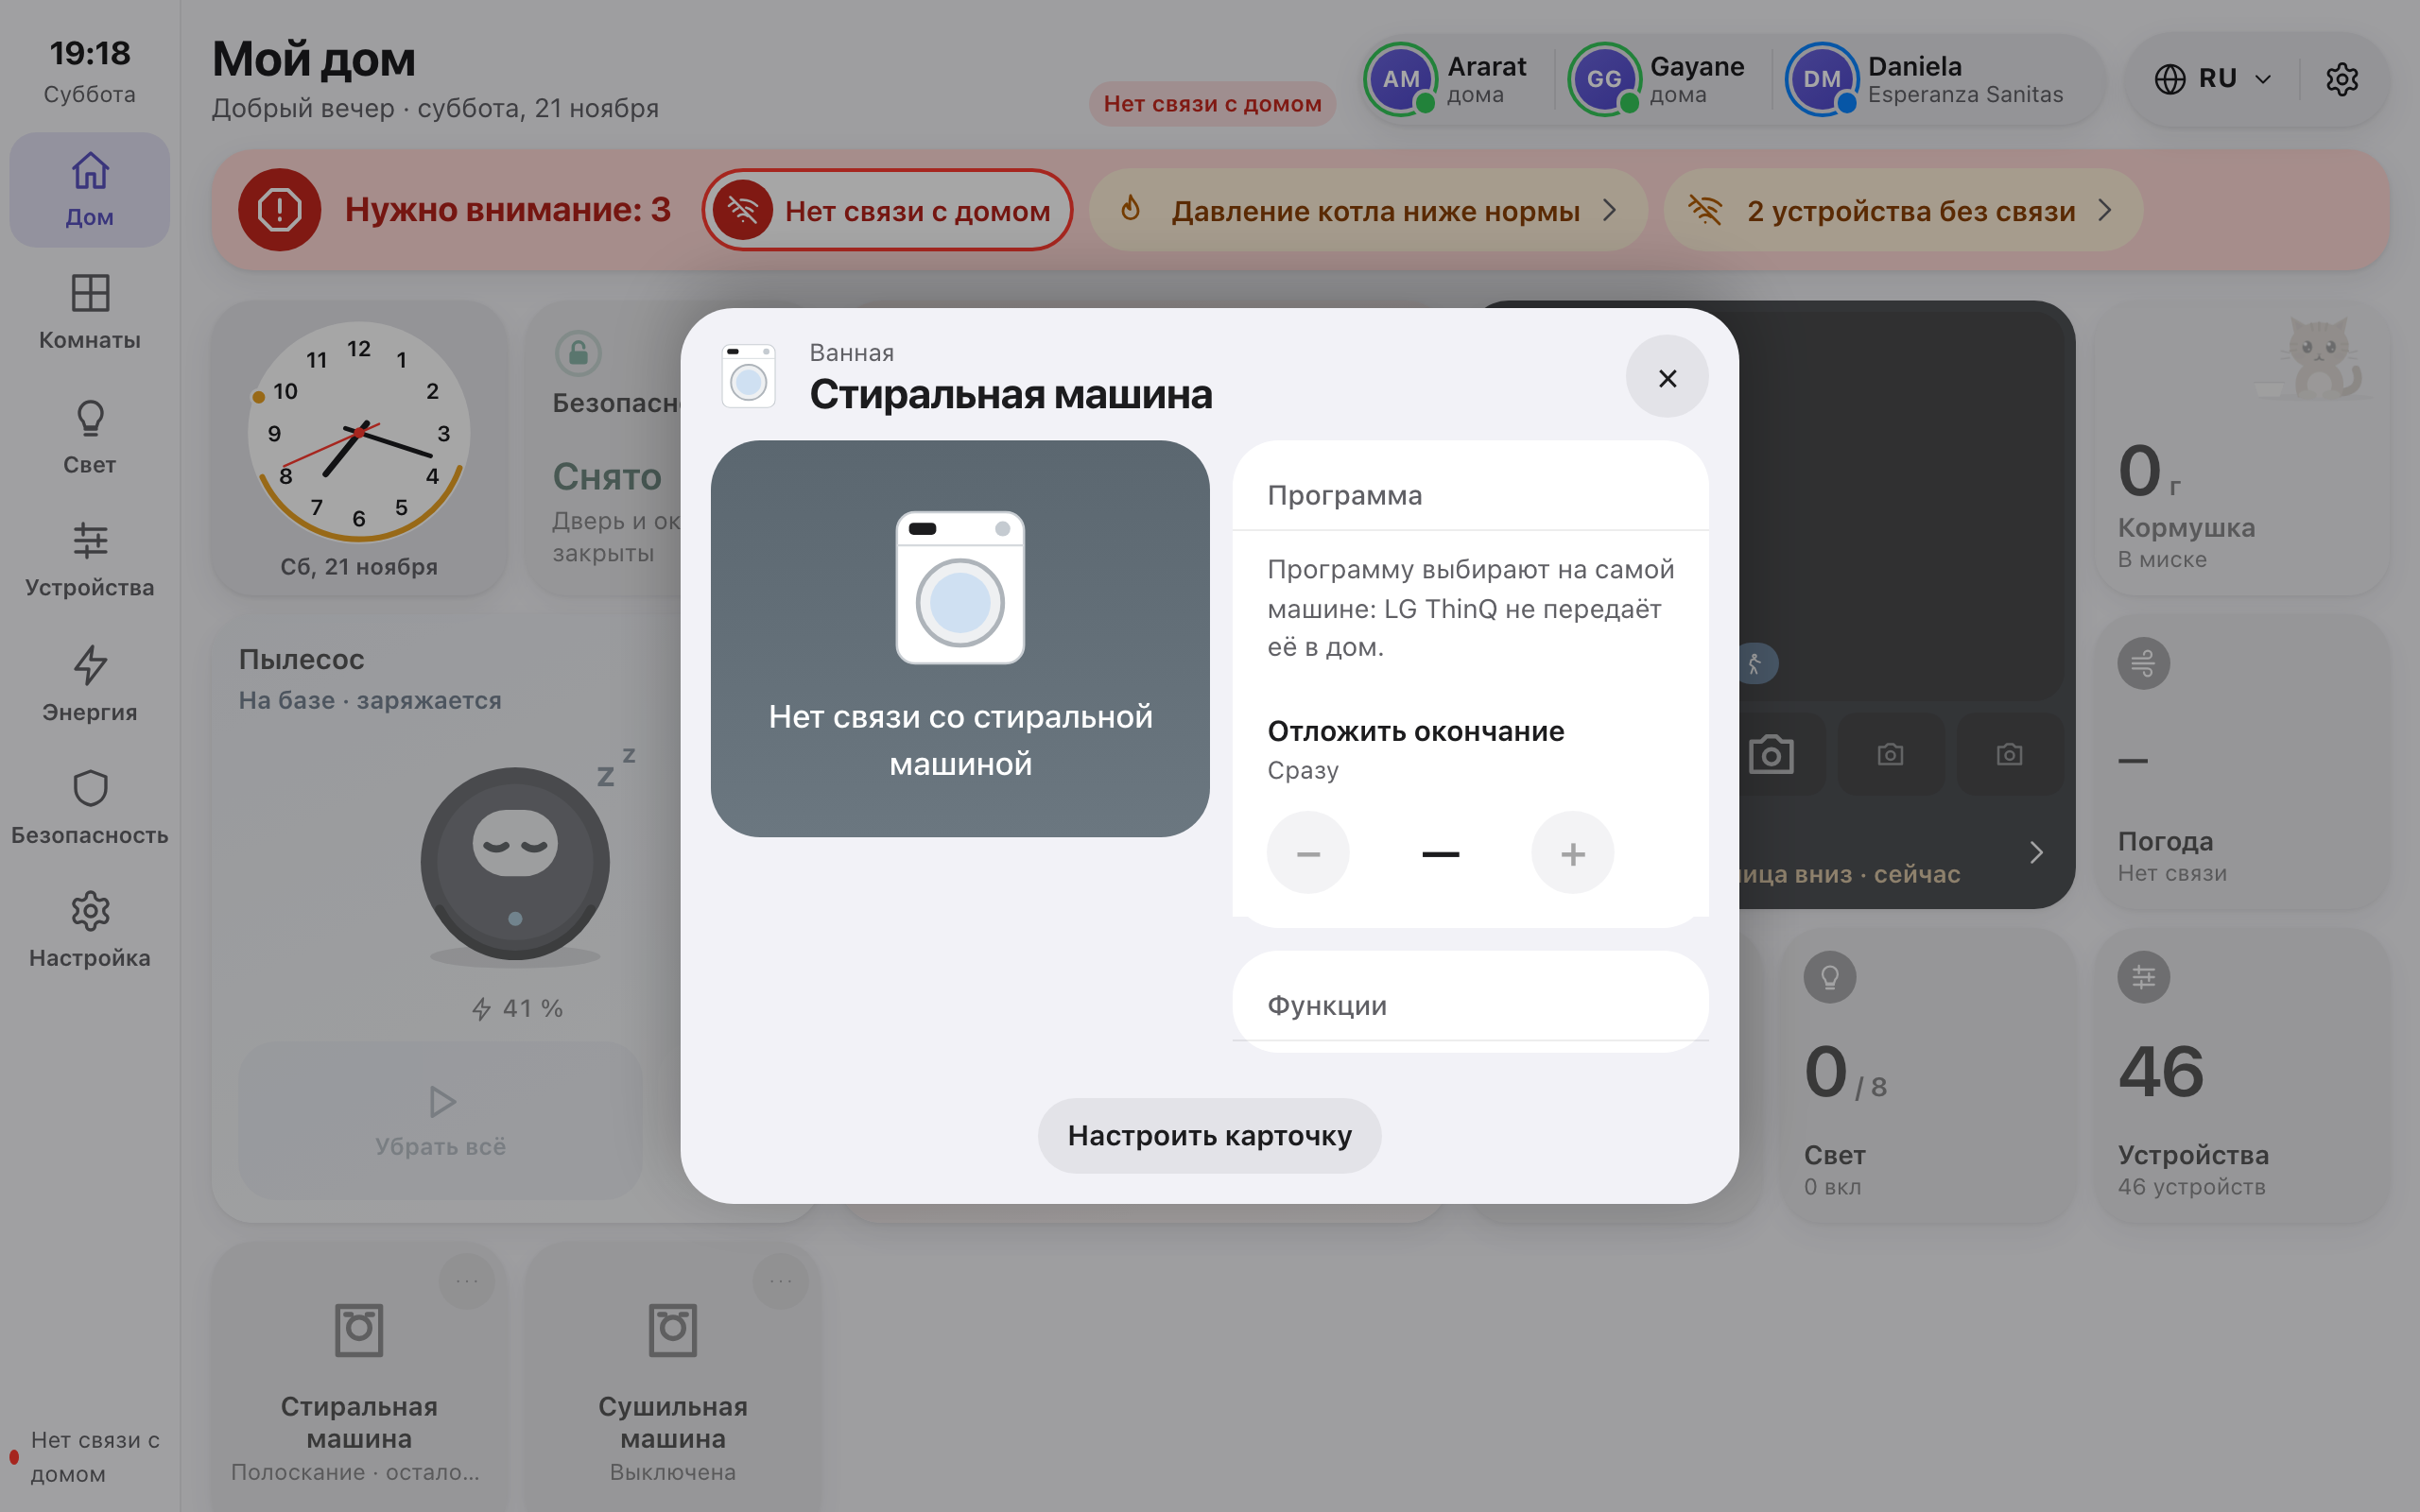 19:18
Суббота
Дом
Комнаты
Свет
Устройства
Энергия
Безопасность
Настройка
Нет связи с
домом
Мой дом
Добрый вечер · суббота, 21 ноября
Нет связи с домом
AM
Ararat
дома
GG
Gayane
дома
DM
Daniela
Esperanza Sanitas
RU
Нужно внимание: 3
Нет связи с домом
Давление котла ниже нормы
2 устройства без связи
12
1
2
3
4
5
6
7
8
9
10
11
Сб, 21 ноября
Снято
закрыты
Пылесос
На базе · заряжается
z
z
41 %
Убрать всё
Ванная
Стиральная машина
Нет связи со стиральной
машиной
Программа
Программу выбирают на самой
машине: LG ThinQ не передаёт
её в дом.
Отложить окончание
Сразу
—
Функции
Настроить карточку
вниз · сейчас
0 г
Кормушка
В миске
—
Погода
Нет связи
0 / 8
Свет
0 вкл
46
Устройства
46 устройств
Стиральная
машина
Полоскание · остало...
Сушильная
машина
Выключена